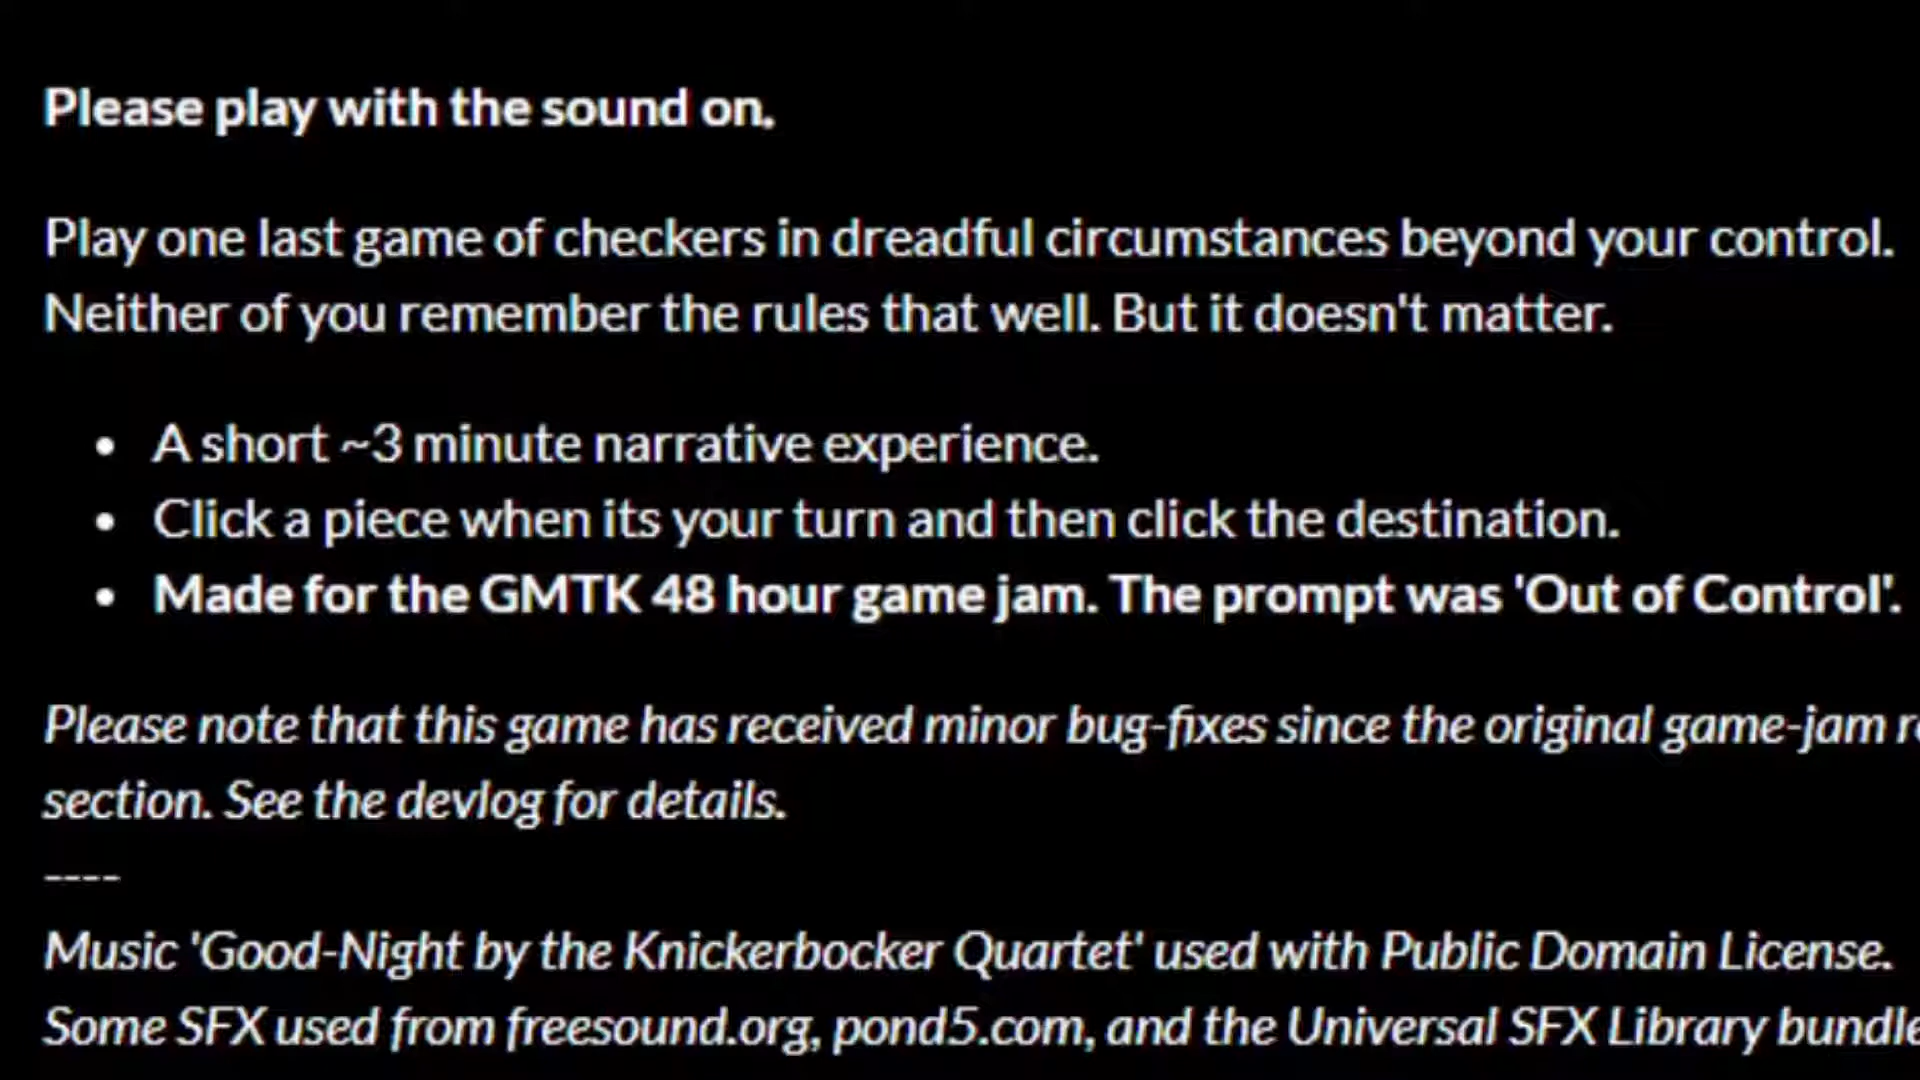 Please play with the sound on.
Play one last game of checkers in dreadful circumstances beyond your control.
Neither of you remember the rules that well. But it doesn't matter.
• A short ~3 minute narrative experience.
• Click a piece when its your turn and then click the destination.
• Made for the GMTK 48 hour game jam. The prompt was 'Out of Control'.
Please note that this game has received minor bug-fixes since the original game-jam
section. See the devlog for details.
----
Music 'Good-Night by the Knickerbocker Quartet' used with Public Domain License.
Some SFX used from freesound.org, pond5.com, and the Universal SFX Library bundle